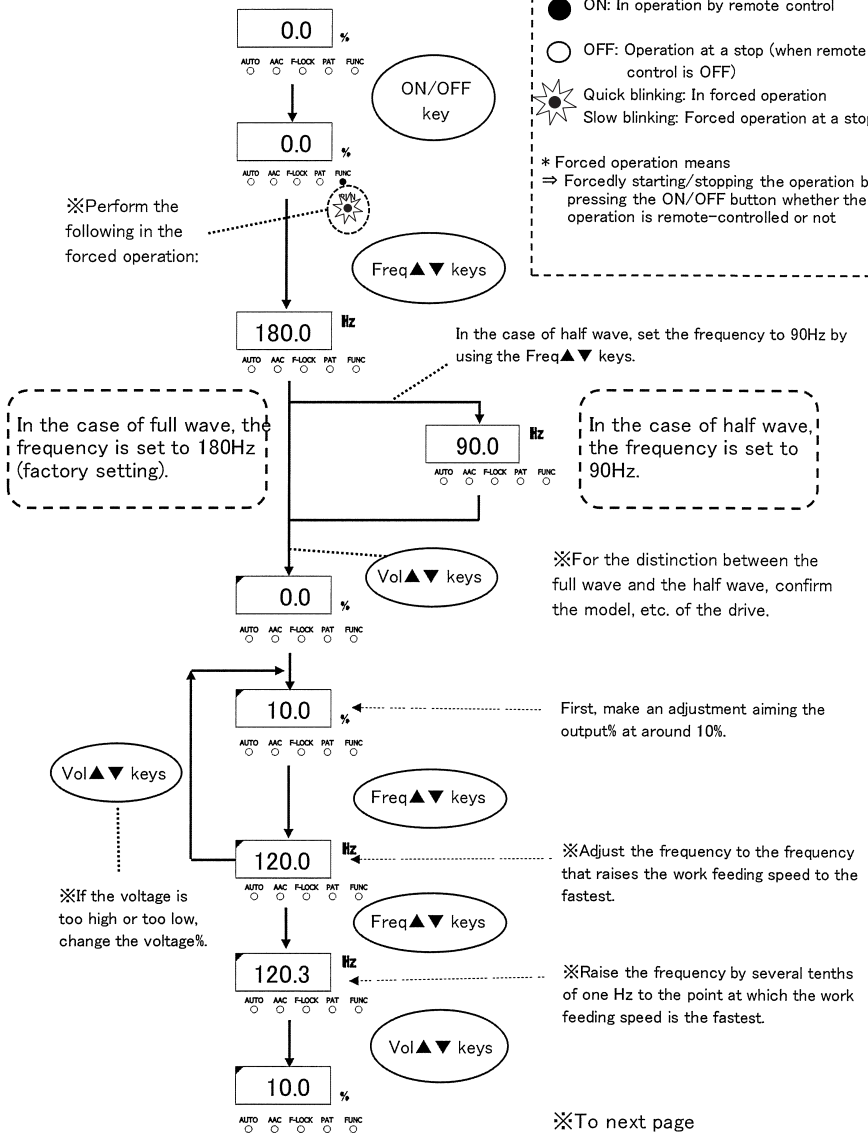 ON: In operation by remote control
0.0 %
AUTO AAC F-LOCK PAT FUNC
OFF: Operation at a stop (when remote
control is OFF)
ON/OFF
key
Quick blinking: In forced operation
Slow blinking: Forced operation at a stop
0.0 %
AUTO AAC F-LOCK PAT FUNC
RUN
* Forced operation means
⇒ Forcedly starting/stopping the operation b
pressing the ON/OFF button whether the
operation is remote-controlled or not
※Perform the
following in the
forced operation:
Freq▲▼ keys
180.0 Hz
AUTO AAC F-LOCK PAT FUNC
In the case of half wave, set the frequency to 90Hz by
using the Freq▲▼ keys.
In the case of full wave, the
frequency is set to 180Hz
(factory setting).
90.0 Hz
AUTO AAC F-LOCK PAT FUNC
In the case of half wave,
the frequency is set to
90Hz.
Vol▲▼ keys
※For the distinction between the
full wave and the half wave, confirm
the model, etc. of the drive.
0.0 %
AUTO AAC F-LOCK PAT FUNC
10.0 %
AUTO AAC F-LOCK PAT FUNC
First, make an adjustment aiming the
output% at around 10%.
Vol▲▼ keys
Freq▲▼ keys
120.0 Hz
AUTO AAC F-LOCK PAT FUNC
※Adjust the frequency to the frequency
that raises the work feeding speed to the
fastest.
※If the voltage is
too high or too low,
change the voltage%.
Freq▲▼ keys
120.3 Hz
AUTO AAC F-LOCK PAT FUNC
※Raise the frequency by several tenths
of one Hz to the point at which the work
feeding speed is the fastest.
Vol▲▼ keys
10.0 %
AUTO AAC F-LOCK PAT FUNC
※To next page